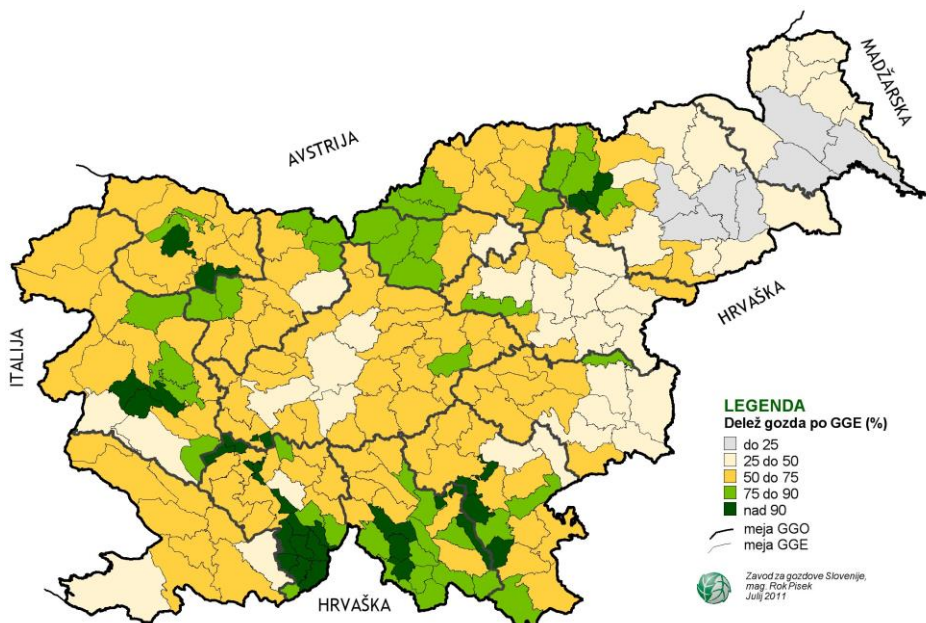 MADŽARSKA
AVSTRIJA
HRVAŠKA
ITALIJA
HRVAŠKA
LEGENDA
Delež gozda po GGE (%)
do 25
25 do 50
50 do 75
75 do 90
nad 90
meja GGO
meja GGE
Zavod za gozdove Slovenije,
mag. Rok Pisek
Julij 2011